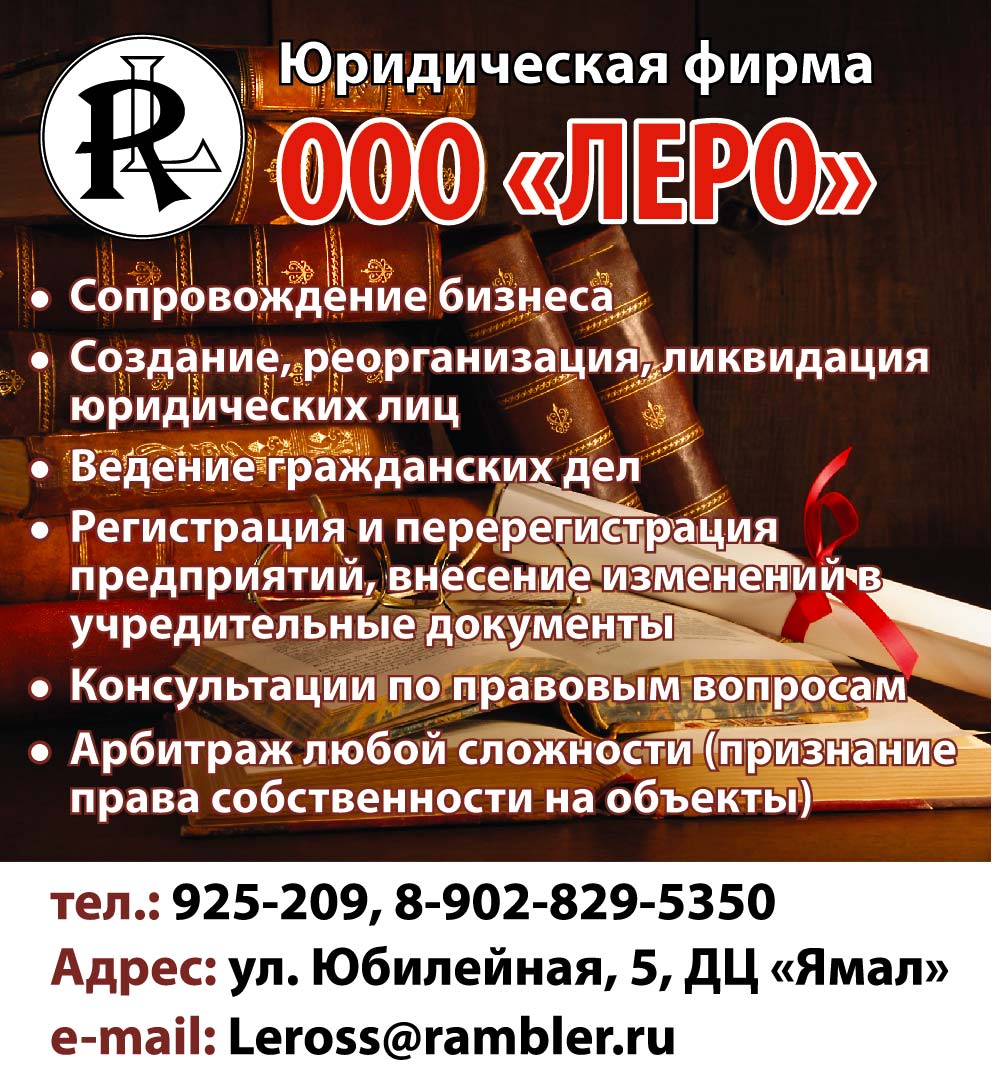 RL
Юридическая фирма
ООО «ЛЕРО»
• Сопровождение бизнеса
• Создание, реорганизация, ликвидация
юридических лиц
• Ведение гражданских дел
• Регистрация и перерегистрация
предприятий, внесение изменений в
учредительные документы
• Консультации по правовым вопросам
• Арбитраж любой сложности (признание
права собственности на объекты)
тел.: 925-209, 8-902-829-5350
Адрес: ул. Юбилейная, 5, ДЦ «Ямал»
e-mail: Leross@rambler.ru